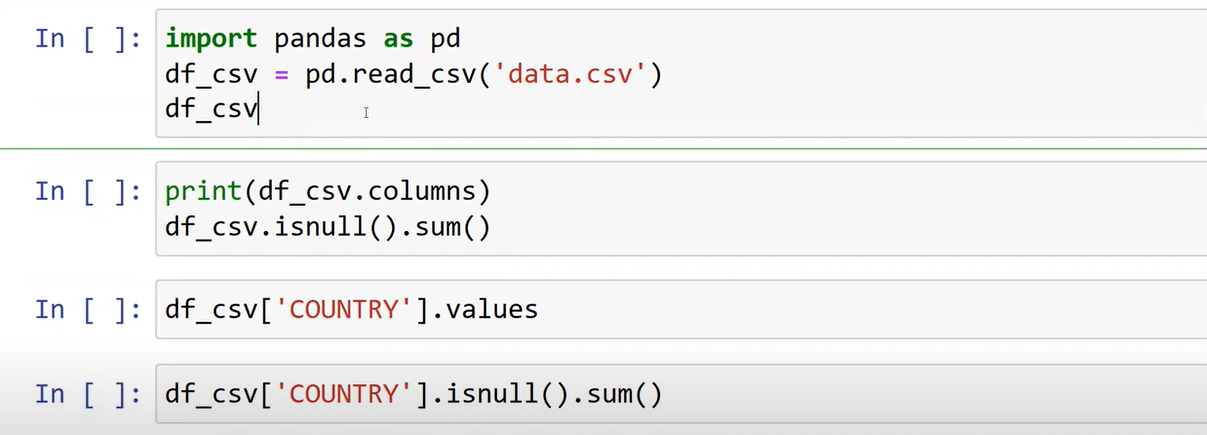 In [ ]: import pandas as pd
df_csv = pd.read_csv('data.csv')
df_csv
In [ ]: print(df_csv.columns)
df_csv.isnull().sum()
In [ ]: df_csv['COUNTRY'].values
In [ ]: df_csv['COUNTRY'].isnull().sum()